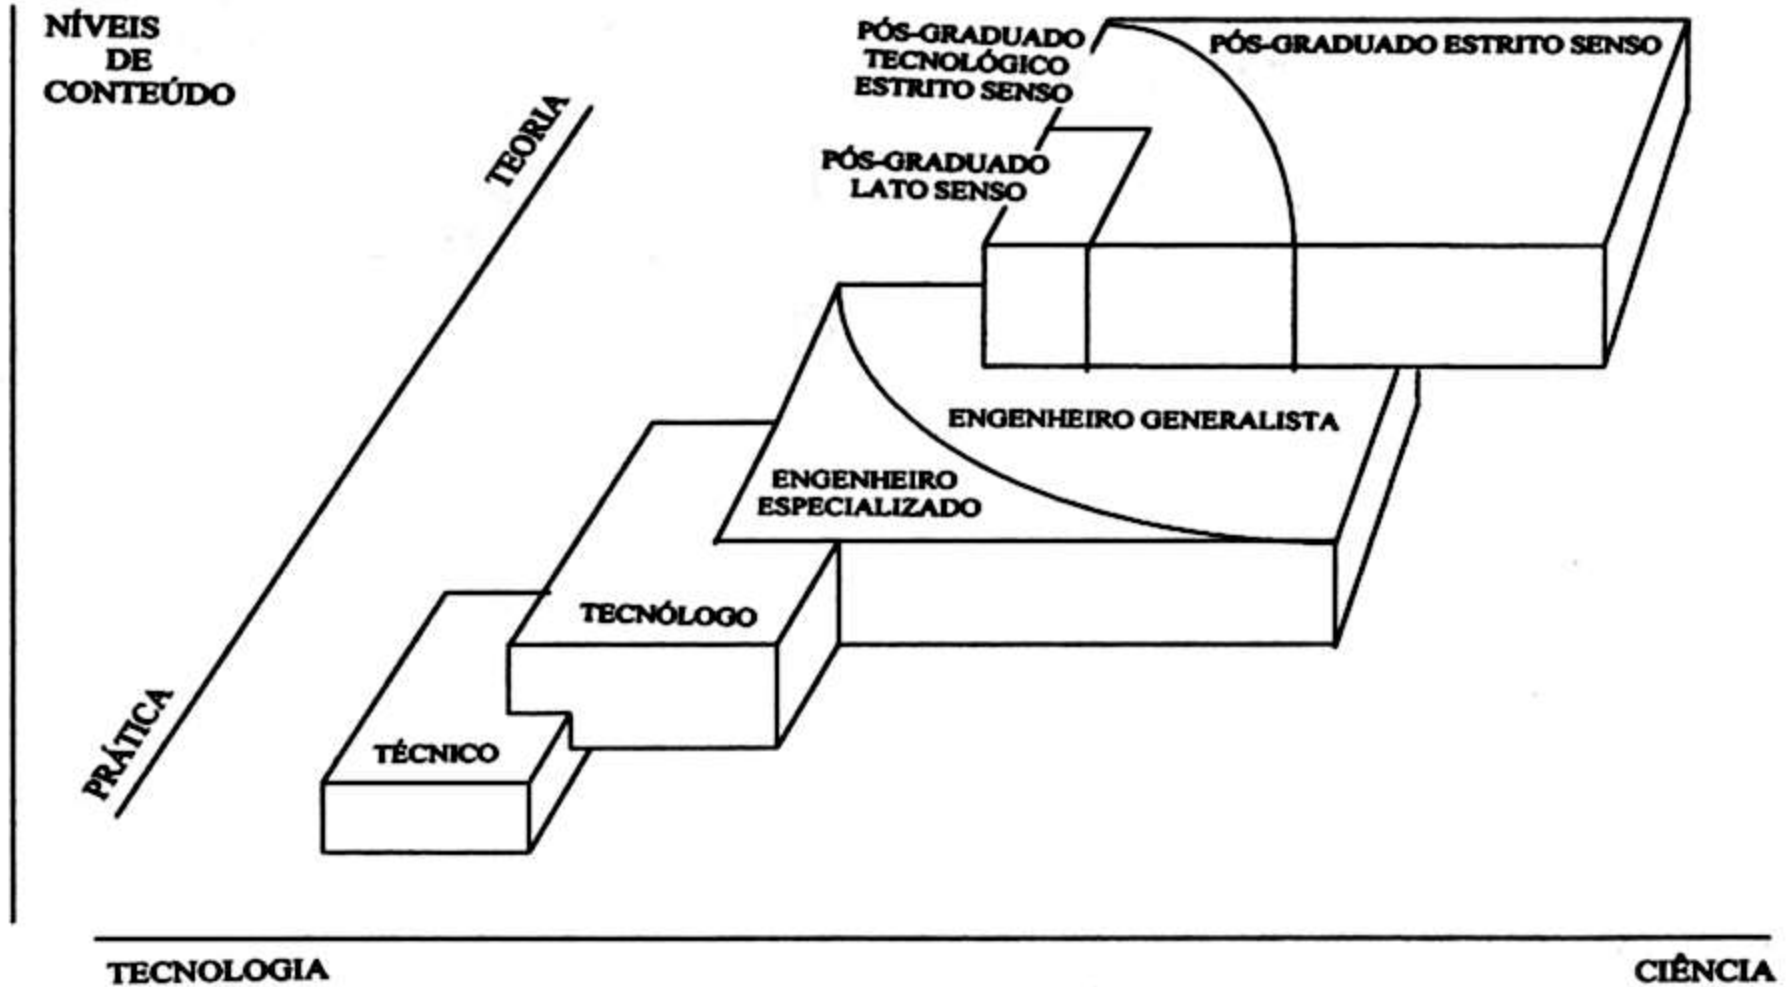 NÍVEIS
DE
CONTEÚDO
TEORIA
PRÁTICA
PÓS-GRADUADO
TECNOLÓGICO
ESTRITO SENSO
PÓS-GRADUADO ESTRITO SENSO
PÓS-GRADUADO
LATO SENSO
ENGENHEIRO GENERALISTA
ENGENHEIRO
ESPECIALIZADO
TECNÓLOGO
TÉCNICO
TECNOLOGIA
CIÊNCIA